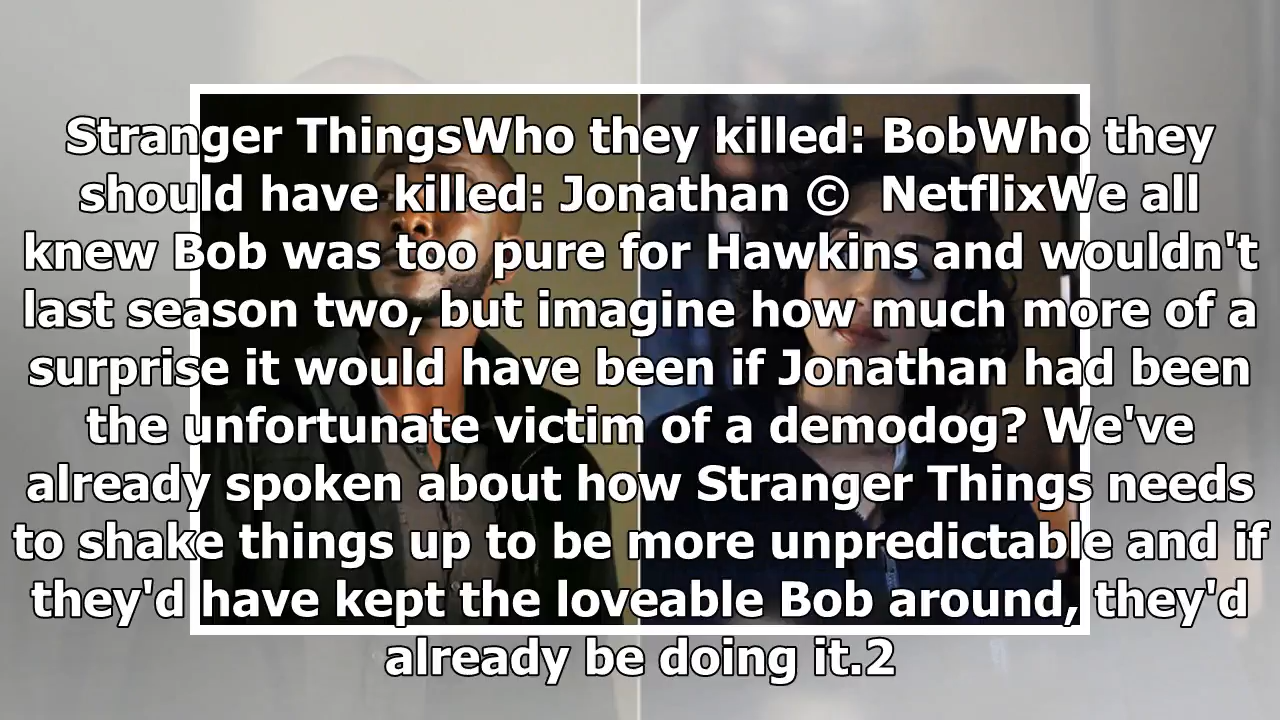 Stranger ThingsWho they killed: BobWho they
should have killed: Jonathan ©  NetflixWe all
knew Bob was too pure for Hawkins and wouldn't
last season two, but imagine how much more of a
surprise it would have been if Jonathan had been
the unfortunate victim of a demodog? We've
already spoken about how Stranger Things needs
to shake things up to be more unpredictable and if
they'd have kept the loveable Bob around, they'd
already be doing it.2